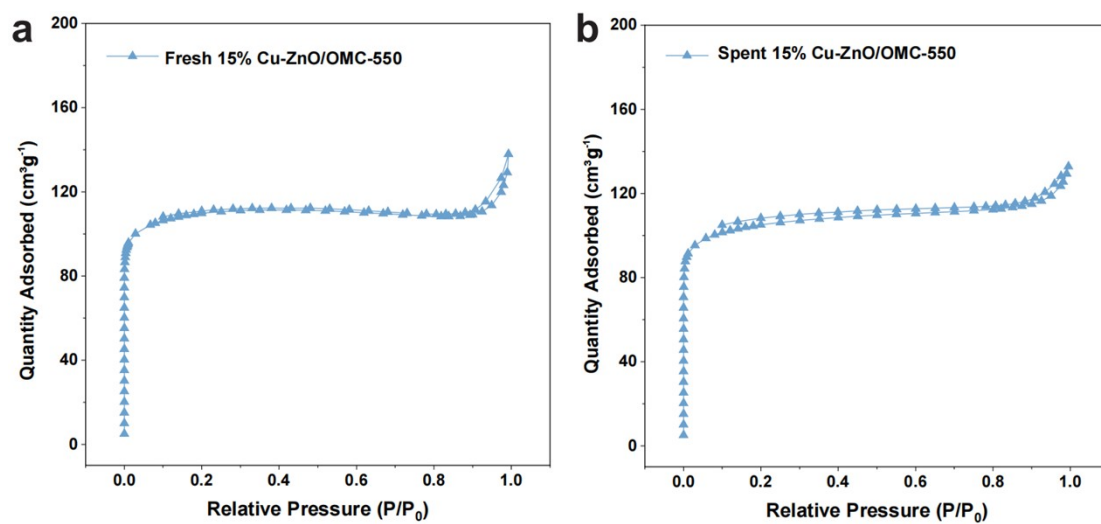 a
Fresh 15% Cu-ZnO/OMC-550
Quantity Adsorbed (cm³g⁻¹)
200
160
120
80
40
0
0.0 0.2 0.4 0.6 0.8 1.0
Relative Pressure (P/P₀)
b
Spent 15% Cu-ZnO/OMC-550
Quantity Adsorbed (cm³g⁻¹)
200
160
120
80
40
0
0.0 0.2 0.4 0.6 0.8 1.0
Relative Pressure (P/P₀)